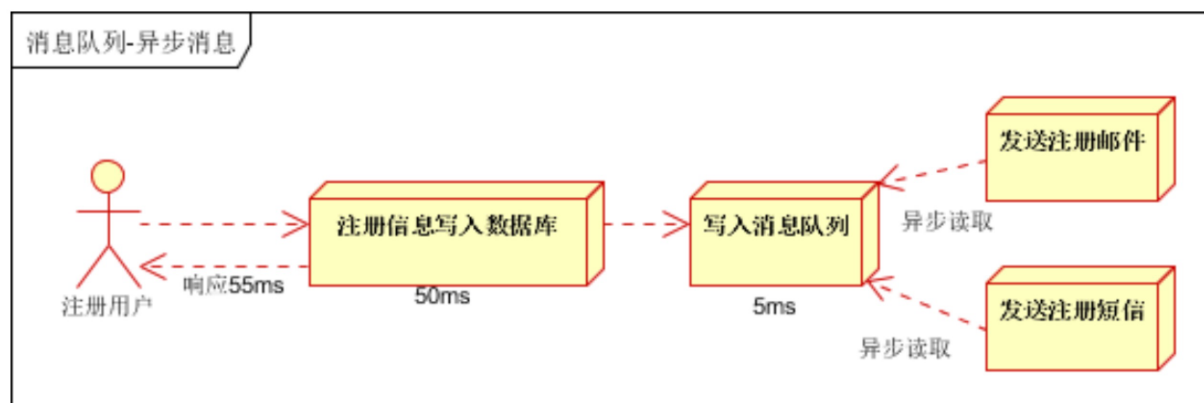 消息队列-异步消息
发送注册邮件
注册信息写入数据库
写入消息队列
异步读取
响应55ms
50ms
5ms
注册用户
发送注册短信
异步读取